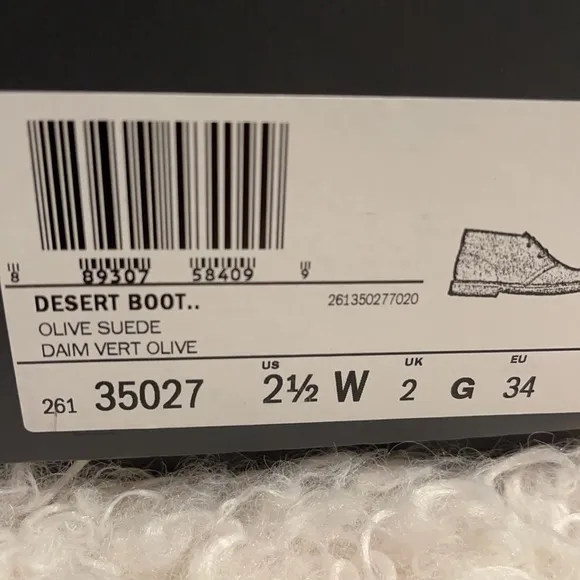 8 89307 58409 9
DESERT BOOT..
261350277020
OLIVE SUEDE
DAIM VERT OLIVE
US UK EU
261 35027 2½ W 2 G 34